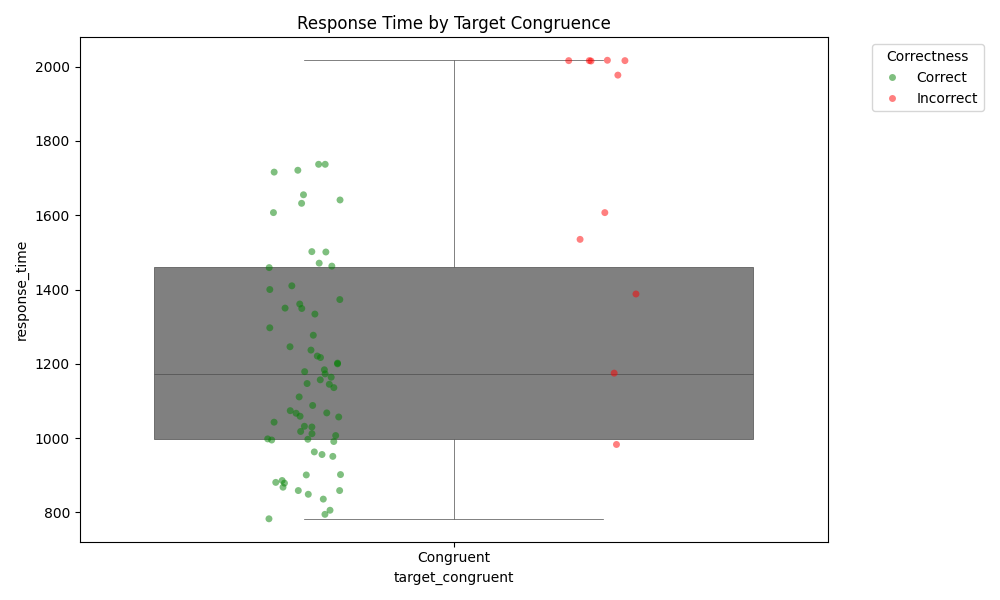 Response Time by Target Congruence
Correctness
Correct
Incorrect
2000
1800
1600
1400
1200
1000
800
response_time
Congruent
target_congruent